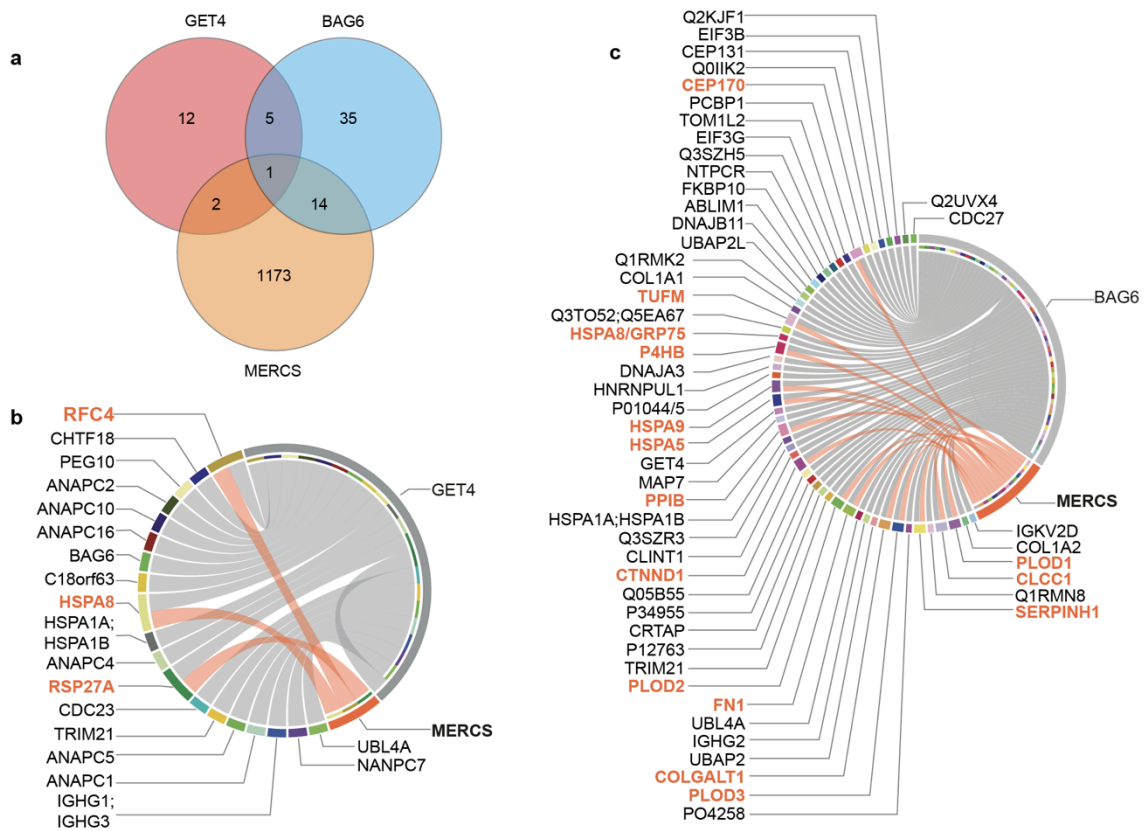 a
GET4
BAG6
12
5
35
1
2
14
1173
MERCS
b
RFC4
CHTF18
PEG10
ANAPC2
ANAPC10
ANAPC16
BAG6
C18orf63
HSPA8
HSPA1A;
HSPA1B
ANAPC4
RSP27A
CDC23
TRIM21
ANAPC5
ANAPC1
IGHG1;
IGHG3
GET4
MERCS
UBL4A
NANPC7
c
Q2KJF1
EIF3B
CEP131
Q0IIK2
CEP170
PCBP1
TOM1L2
EIF3G
Q3SZH5
NTPCR
FKBP10
ABLIM1
DNAJB11
UBAP2L
Q1RMK2
COL1A1
TUFM
Q3TO52;Q5EA67
HSPA8/GRP75
P4HB
DNAJA3
HNRNPUL1
P01044/5
HSPA9
HSPA5
GET4
MAP7
PPIB
HSPA1A;HSPA1B
Q3SZR3
CLINT1
CTNND1
Q05B55
P34955
CRTAP
P12763
TRIM21
PLOD2
FN1
UBL4A
IGHG2
UBAP2
COLGALT1
PLOD3
PO4258
Q2UVX4
CDC27
BAG6
MERCS
IGKV2D
COL1A2
PLOD1
CLCC1
Q1RMN8
SERPINH1